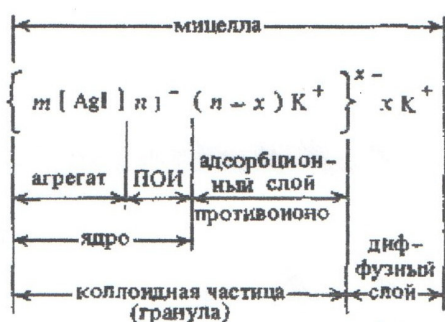 мицелла
{ m [ AgI ] n I⁻ ( n – x ) K⁺ }ˣ⁻ x K⁺
агрегат ПОИ адсорбцион-
ный слой
противоионо
ядро
диф-
фузный
слой
коллоидная частица
(гранула)